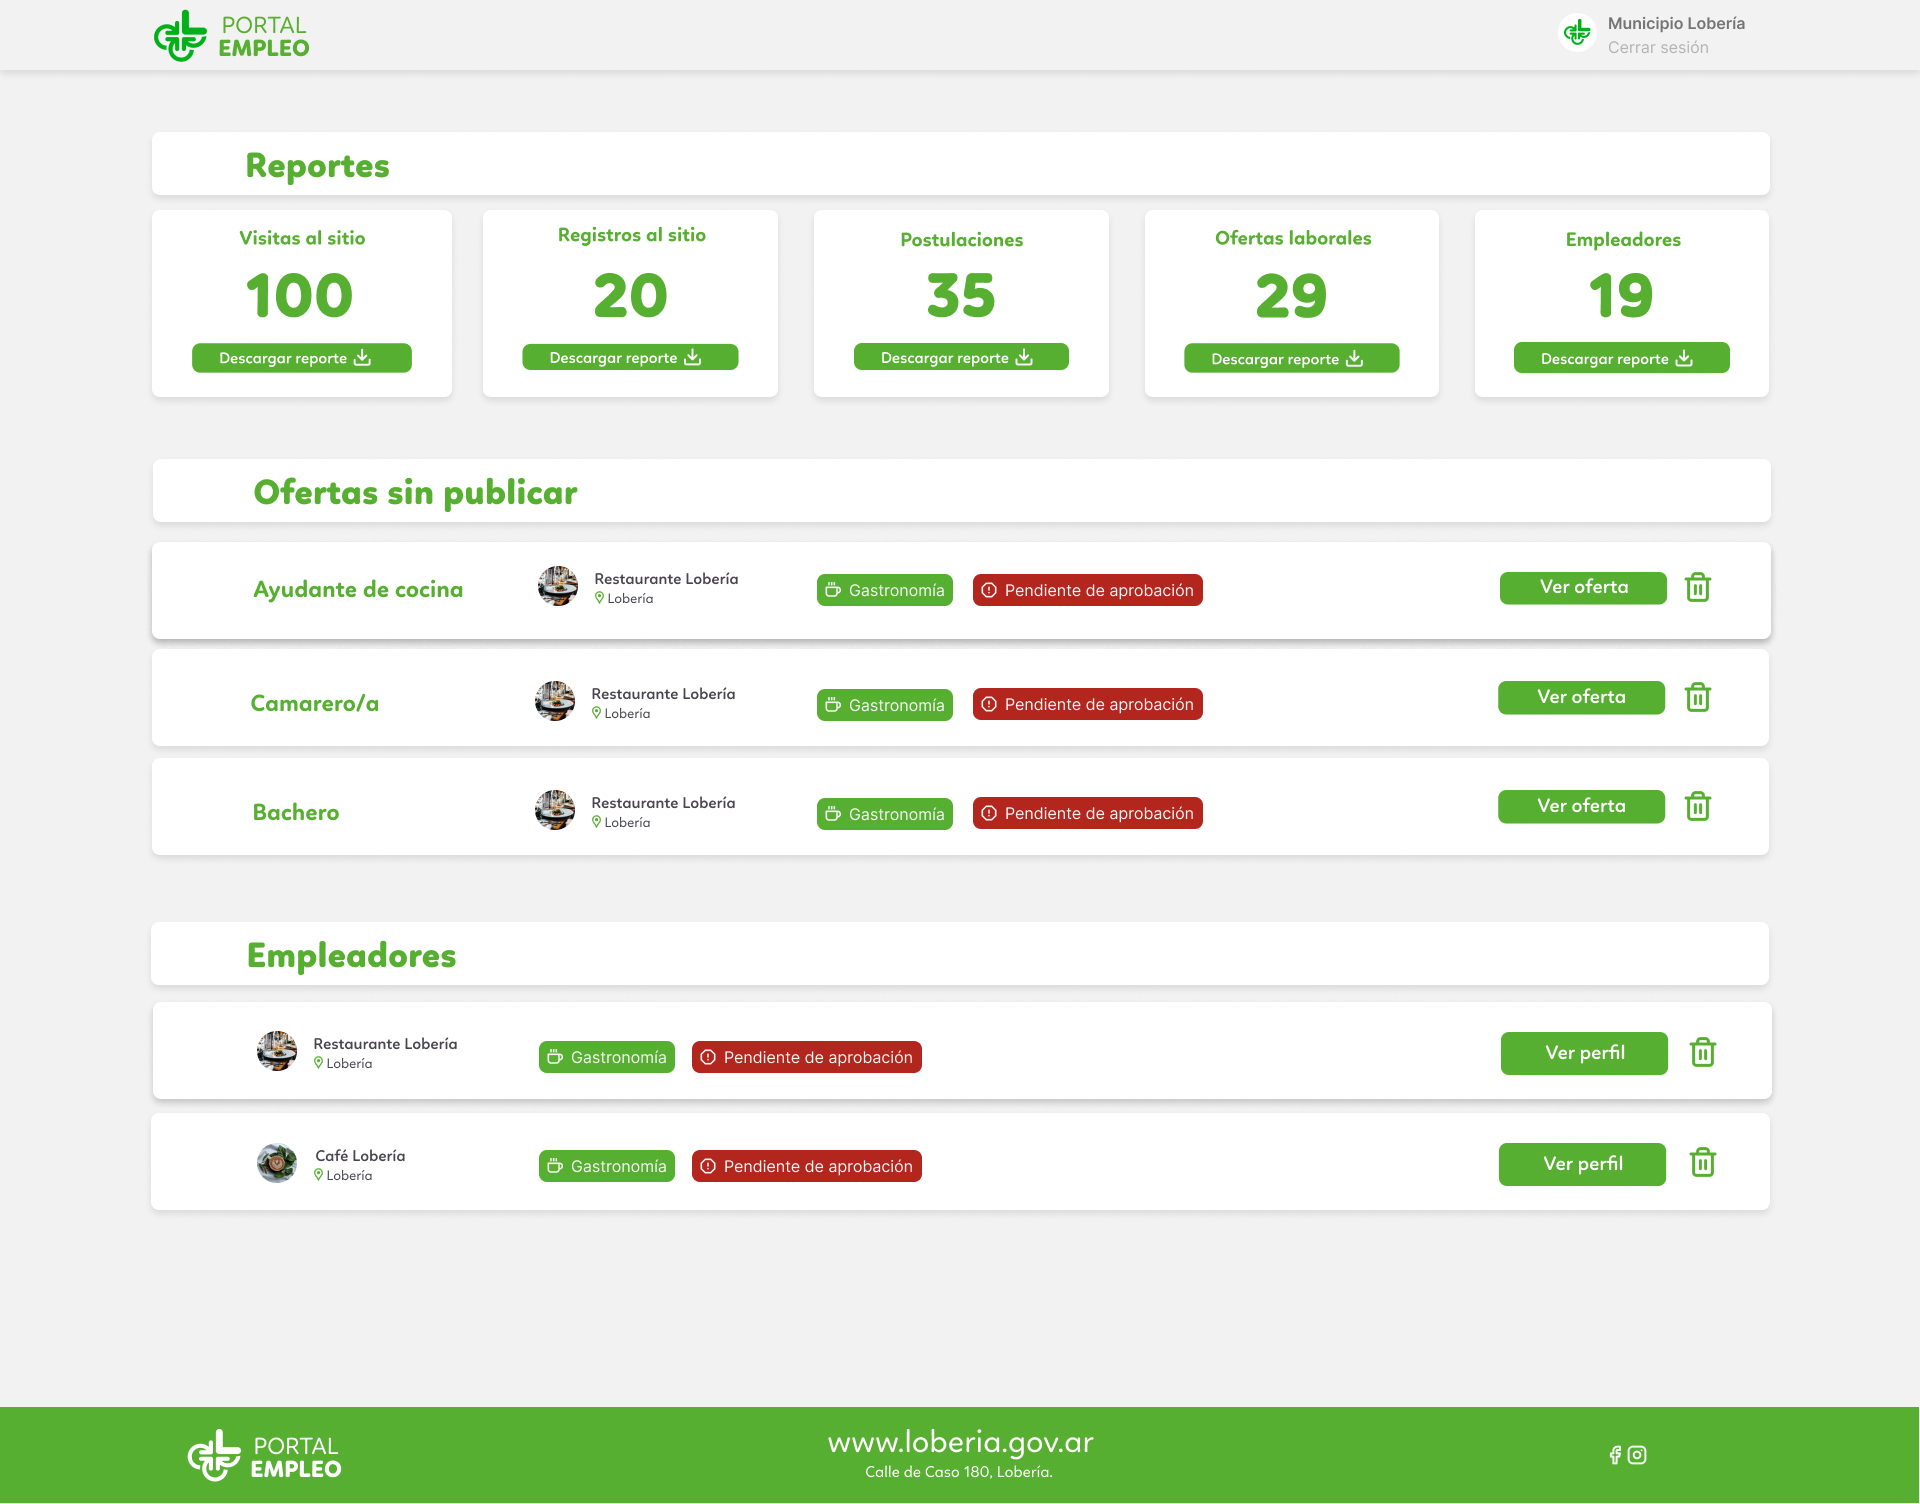 PORTAL
EMPLEO
Municipio Lobería
Cerrar sesión
Reportes
Visitas al sitio
100
Descargar reporte
Registros al sitio
20
Descargar reporte
Postulaciones
35
Descargar reporte
Ofertas laborales
29
Descargar reporte
Empleadores
19
Descargar reporte
Ofertas sin publicar
Ayudante de cocina
Restaurante Lobería
Lobería
Gastronomía
Pendiente de aprobación
Ver oferta
Camarero/a
Restaurante Lobería
Lobería
Gastronomía
Pendiente de aprobación
Ver oferta
Bachero
Restaurante Lobería
Lobería
Gastronomía
Pendiente de aprobación
Ver oferta
Empleadores
Restaurante Lobería
Lobería
Gastronomía
Pendiente de aprobación
Ver perfil
Café Lobería
Lobería
Gastronomía
Pendiente de aprobación
Ver perfil
PORTAL
EMPLEO
www.loberia.gov.ar
Calle de Caso 180, Lobería.